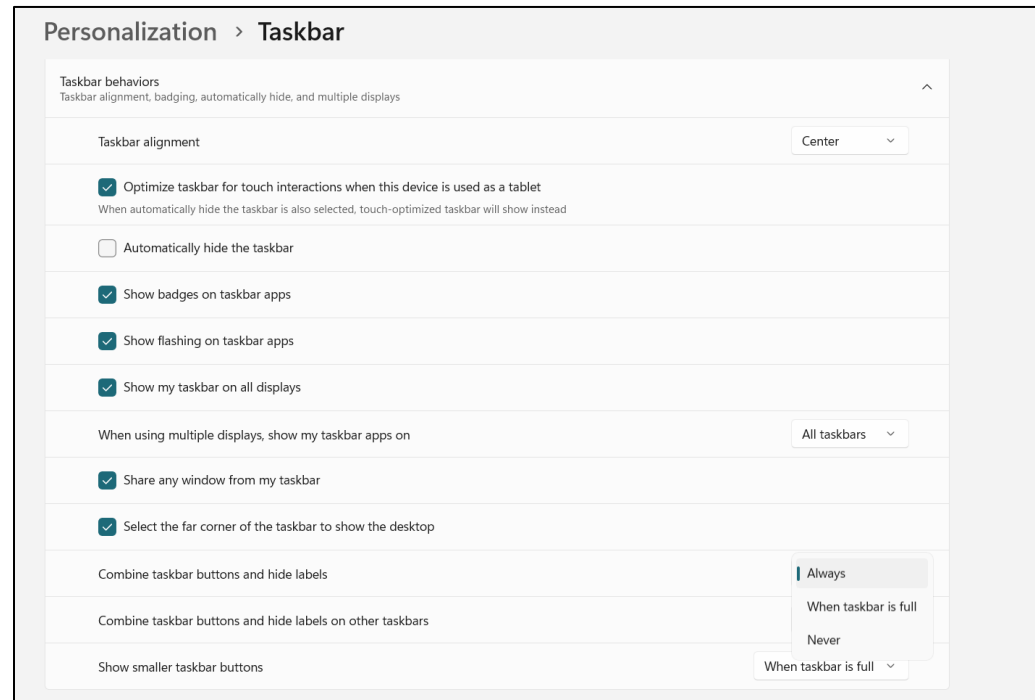 Personalization > Taskbar
Taskbar behaviors
Taskbar alignment, badging, automatically hide, and multiple displays
Taskbar alignment Center
Optimize taskbar for touch interactions when this device is used as a tablet
When automatically hide the taskbar is also selected, touch-optimized taskbar will show instead
Automatically hide the taskbar
Show badges on taskbar apps
Show flashing on taskbar apps
Show my taskbar on all displays
When using multiple displays, show my taskbar apps on All taskbars
Share any window from my taskbar
Select the far corner of the taskbar to show the desktop
Combine taskbar buttons and hide labels Always
When taskbar is full
Combine taskbar buttons and hide labels on other taskbars
Never
Show smaller taskbar buttons When taskbar is full